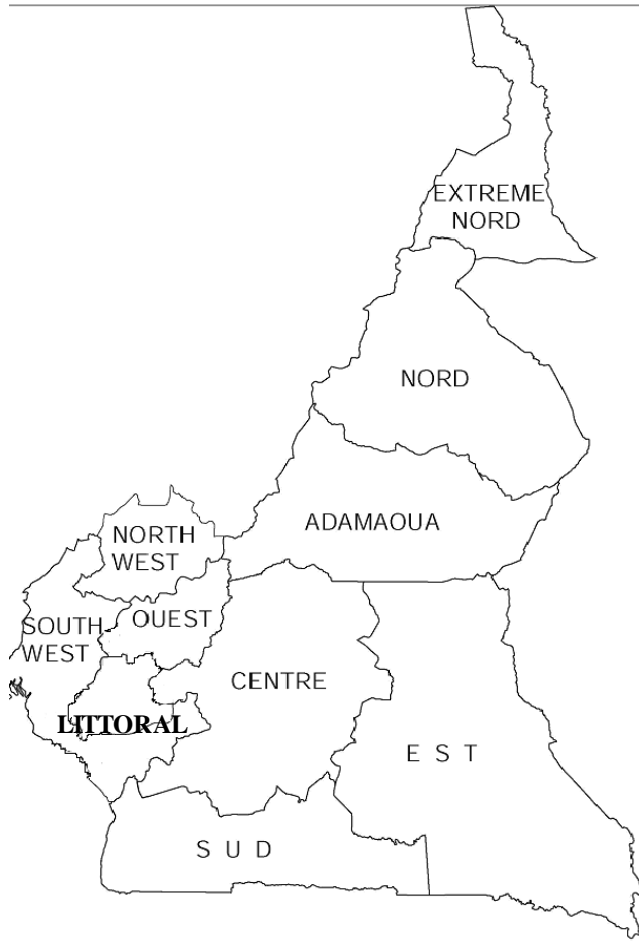 EXTREME
NORD
NORD
ADAMAOUA
NORTH
WEST
OUEST
SOUTH
WEST
CENTRE
LITTORAL
E S T
S U D